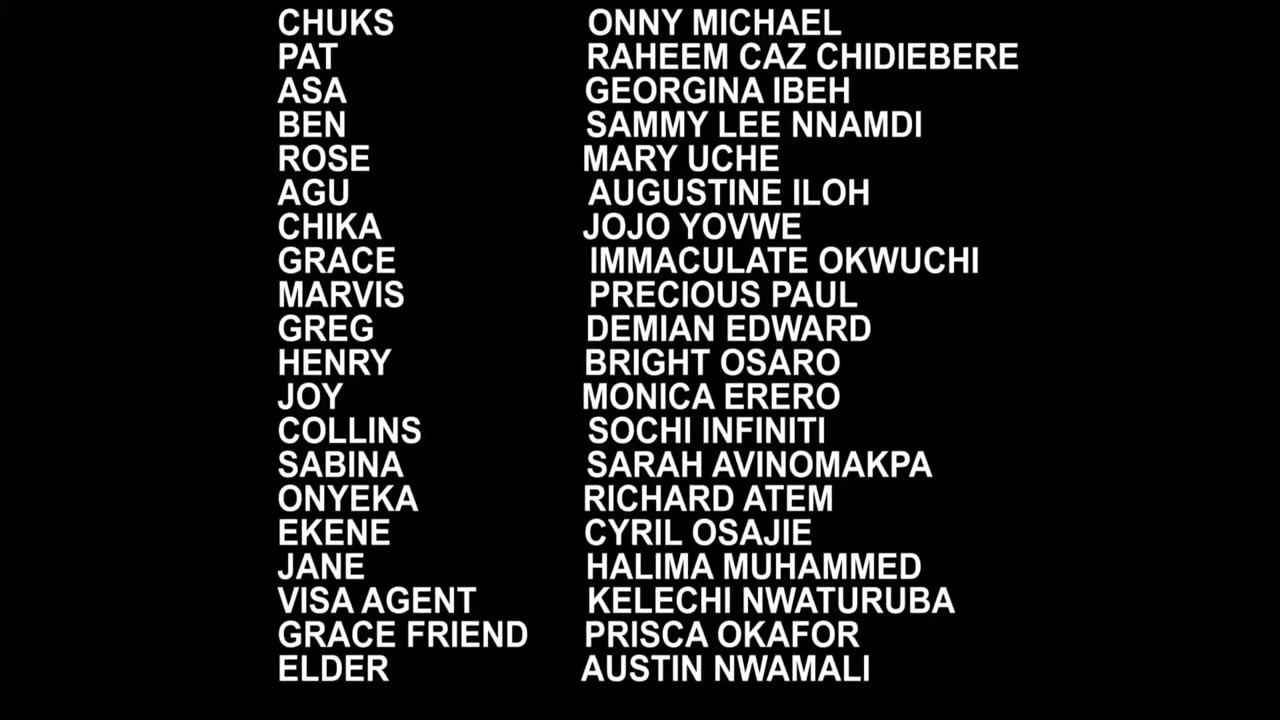 CHUKS ONNY MICHAEL
PAT RAHEEM CAZ CHIDIEBERE
ASA GEORGINA IBEH
BEN SAMMY LEE NNAMDI
ROSE MARY UCHE
AGU AUGUSTINE ILOH
CHIKA JOJO YOVWE
GRACE IMMACULATE OKWUCHI
MARVIS PRECIOUS PAUL
GREG DEMIAN EDWARD
HENRY BRIGHT OSARO
JOY MONICA ERERO
COLLINS SOCHI INFINITI
SABINA SARAH AVINOMAKPA
ONYEKA RICHARD ATEM
EKENE CYRIL OSAJIE
JANE HALIMA MUHAMMED
VISA AGENT KELECHI NWATURUBA
GRACE FRIEND PRISCA OKAFOR
ELDER AUSTIN NWAMALI